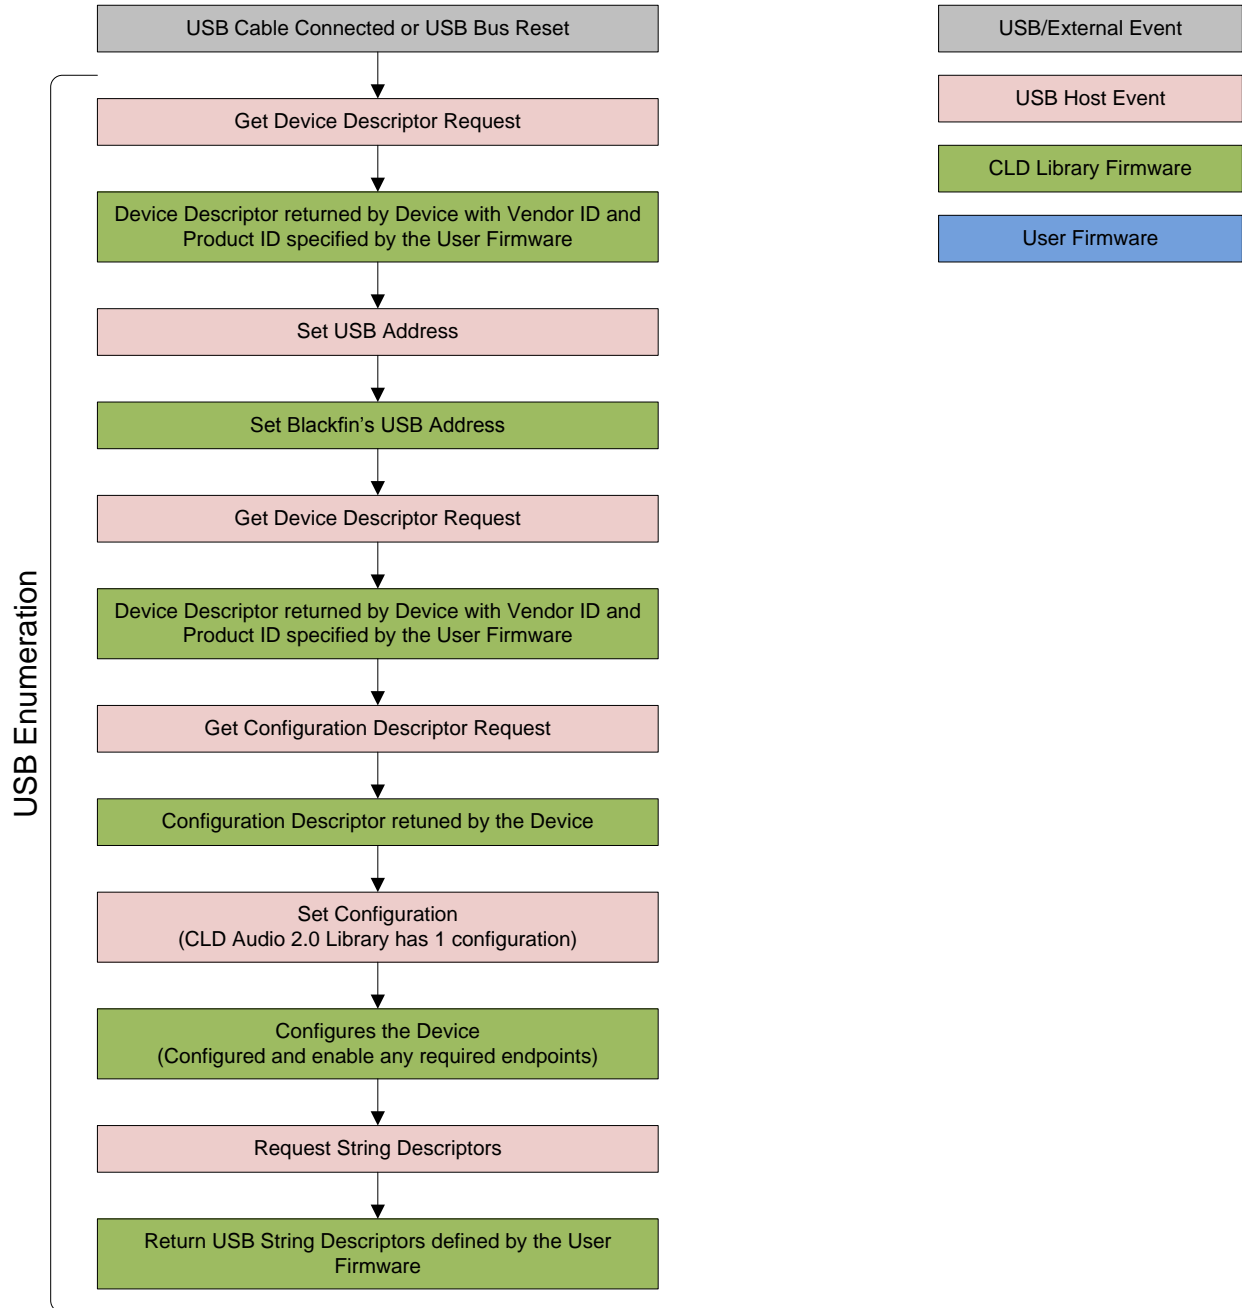 USB Cable Connected or USB Bus Reset
USB/External Event
USB Host Event
CLD Library Firmware
User Firmware
USB Enumeration
Get Device Descriptor Request
Device Descriptor returned by Device with Vendor ID and
Product ID specified by the User Firmware
Set USB Address
Set Blackfin's USB Address
Get Device Descriptor Request
Device Descriptor returned by Device with Vendor ID and
Product ID specified by the User Firmware
Get Configuration Descriptor Request
Configuration Descriptor retuned by the Device
Set Configuration
(CLD Audio 2.0 Library has 1 configuration)
Configures the Device
(Configured and enable any required endpoints)
Request String Descriptors
Return USB String Descriptors defined by the User
Firmware